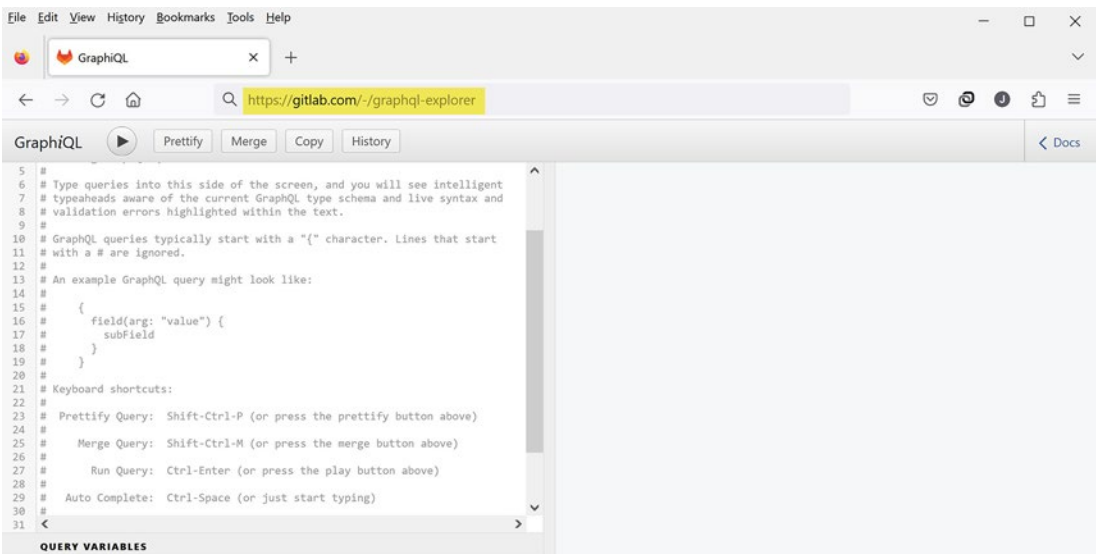 File Edit View History Bookmarks Tools Help
GraphiQL
https://gitlab.com/-/graphql-explorer
J
GraphiQL Prettify Merge Copy History Docs
5 #
6 # Type queries into this side of the screen, and you will see intelligent
7 # typeaheads aware of the current GraphQL type schema and live syntax and
8 # validation errors highlighted within the text.
9 #
10 # GraphQL queries typically start with a "{" character. Lines that start
11 # with a # are ignored.
12 #
13 # An example GraphQL query might look like:
14 #
15 # {
16 # field(arg: "value") {
17 # subField
18 # }
19 # }
20 #
21 # Keyboard shortcuts:
22 #
23 # Prettify Query: Shift-Ctrl-P (or press the prettify button above)
24 #
25 # Merge Query: Shift-Ctrl-M (or press the merge button above)
26 #
27 # Run Query: Ctrl-Enter (or press the play button above)
28 #
29 # Auto Complete: Ctrl-Space (or just start typing)
30 #
31
QUERY VARIABLES